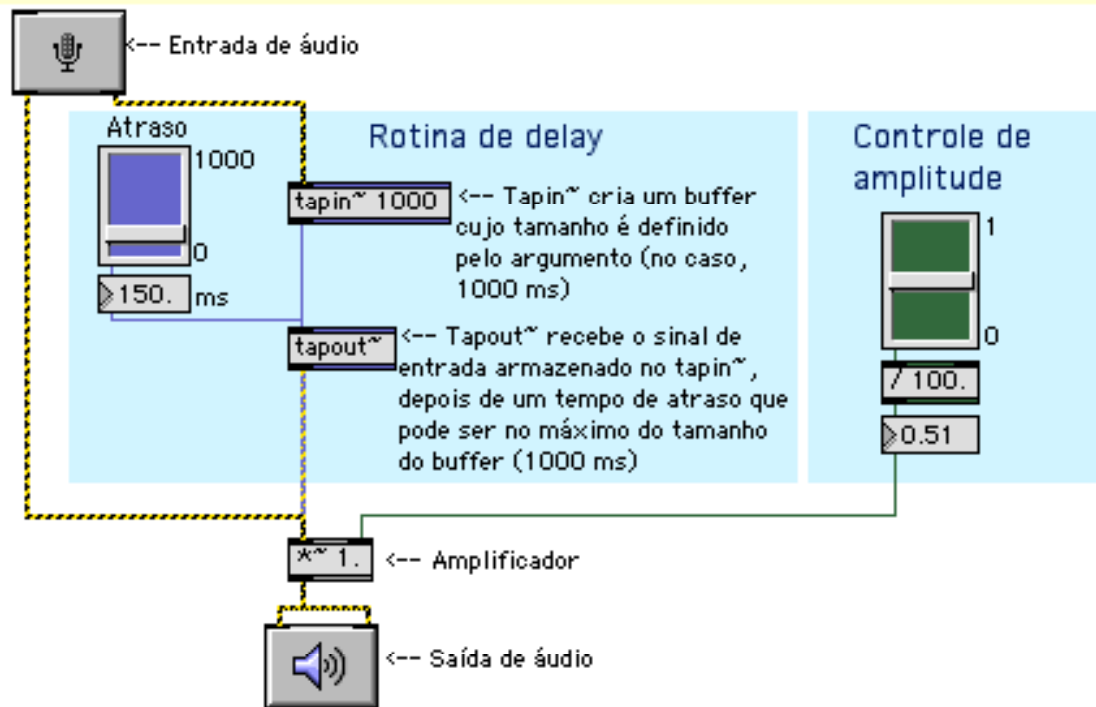 <-- Entrada de áudio
Atraso
1000
0
150. ms
Rotina de delay
tapin~ 1000
<-- Tapin~ cria um buffer
cujo tamanho é definido
pelo argumento (no caso,
1000 ms)
tapout~
<-- Tapout~ recebe o sinal de
entrada armazenado no tapin~,
depois de um tempo de atraso que
pode ser no máximo do tamanho
do buffer (1000 ms)
Controle de
amplitude
1
0
/ 100.
0.51
*~ 1.
<-- Amplificador
<-- Saída de áudio